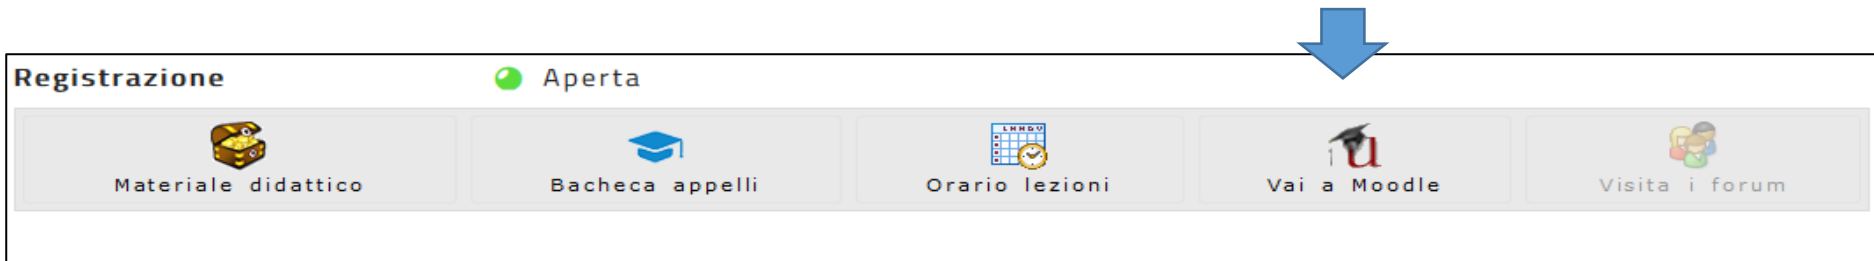 Registrazione Aperta
Materiale didattico Bacheca appelli Orario lezioni Vai a Moodle Visita i forum